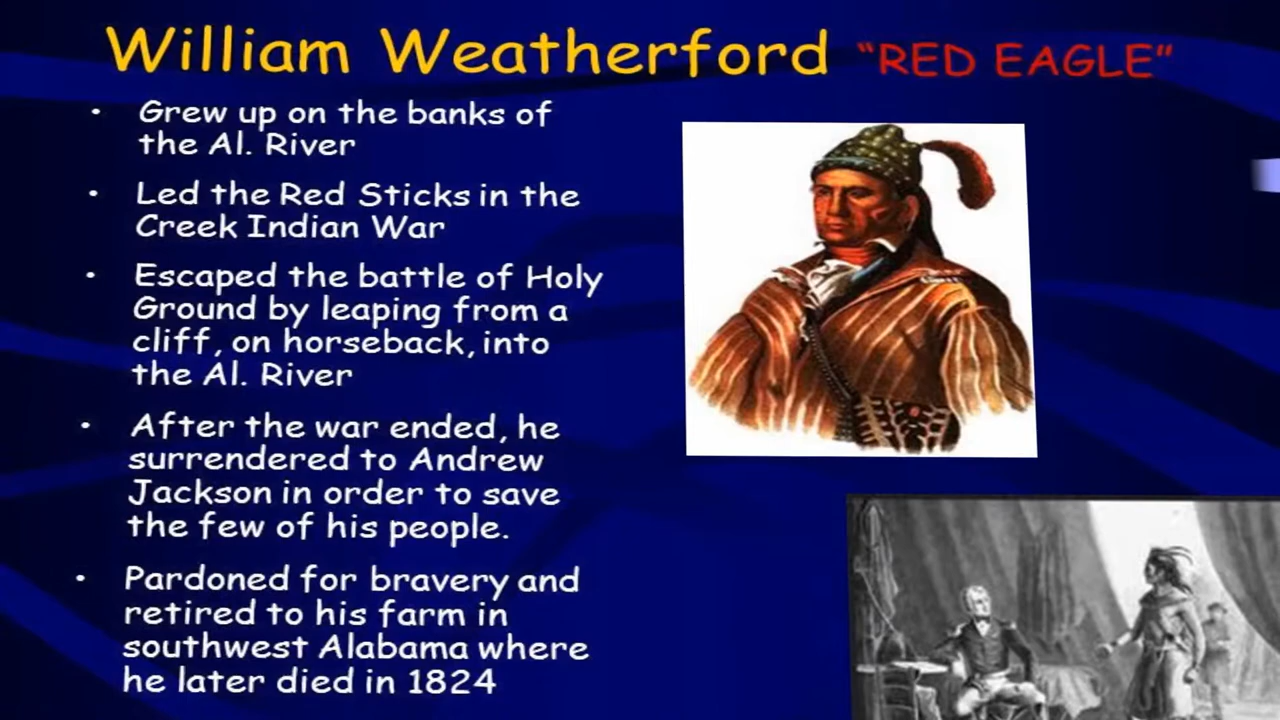 William Weatherford "RED EAGLE"
• Grew up on the banks of
the Al. River
• Led the Red Sticks in the
Creek Indian War
• Escaped the battle of Holy
Ground by leaping from a
cliff, on horseback, into
the Al. River
• After the war ended, he
surrendered to Andrew
Jackson in order to save
the few of his people.
• Pardoned for bravery and
retired to his farm in
southwest Alabama where
he later died in 1824